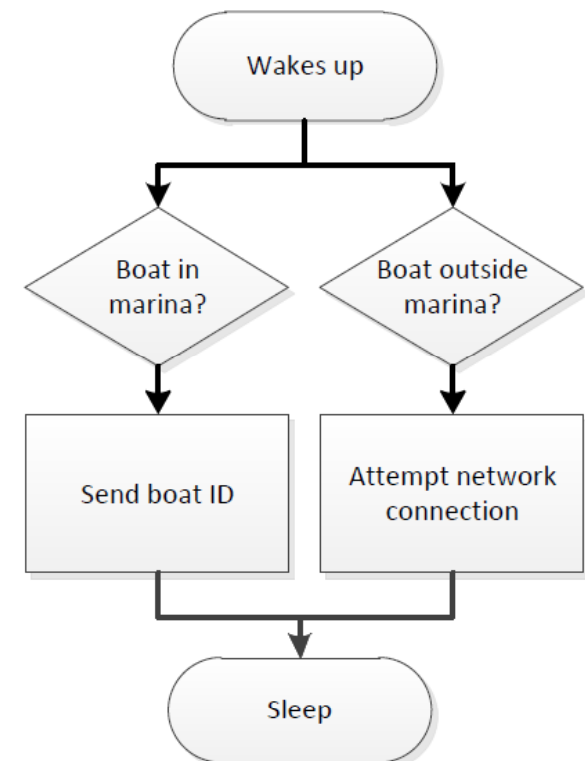 Wakes up
Boat in
marina?
Boat outside
marina?
Send boat ID
Attempt network
connection
Sleep